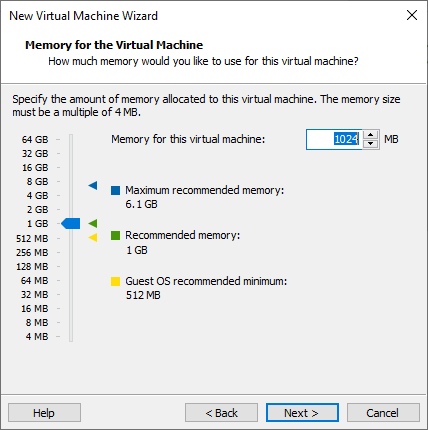 New Virtual Machine Wizard
Memory for the Virtual Machine
How much memory would you like to use for this virtual machine?
Specify the amount of memory allocated to this virtual machine. The memory size
must be a multiple of 4 MB.
Memory for this virtual machine: 1024 MB
64 GB
32 GB
16 GB
8 GB
4 GB
2 GB
1 GB
512 MB
256 MB
128 MB
64 MB
32 MB
16 MB
8 MB
4 MB
Maximum recommended memory:
6.1 GB
Recommended memory:
1 GB
Guest OS recommended minimum:
512 MB
Help
< Back
Next >
Cancel